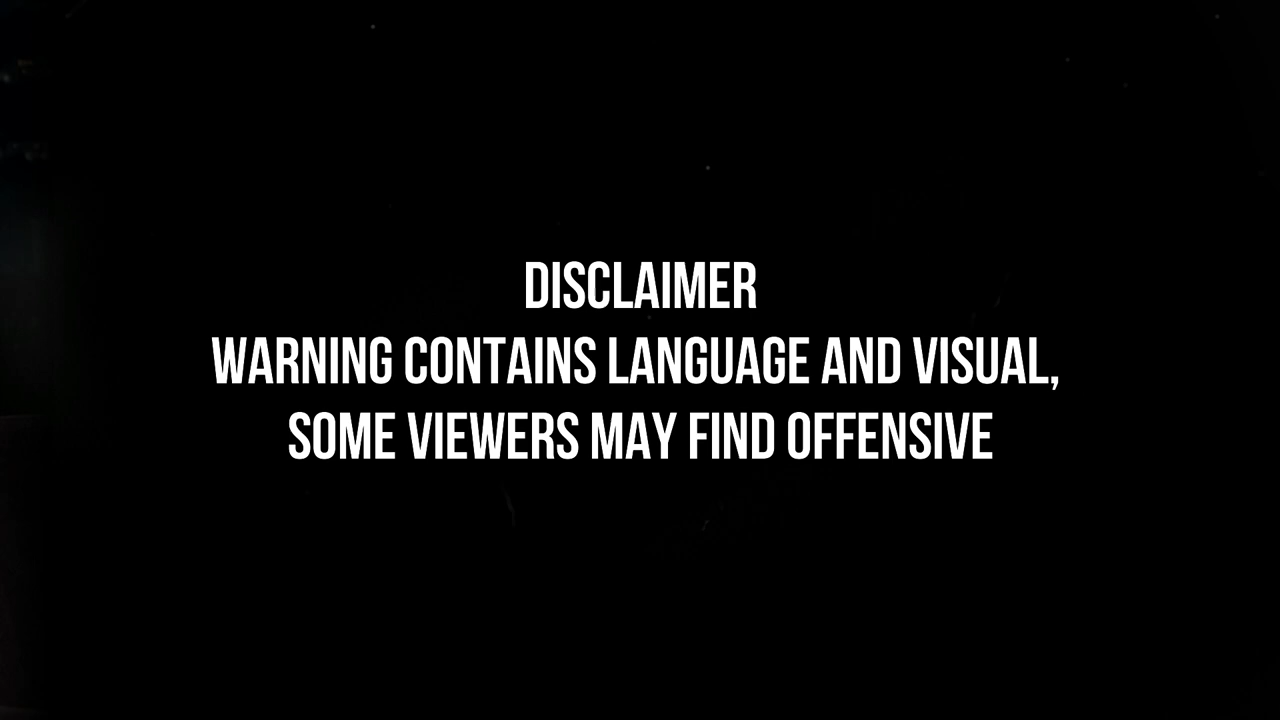 DISCLAIMER
WARNING CONTAINS LANGUAGE AND VISUAL,
SOME VIEWERS MAY FIND OFFENSIVE